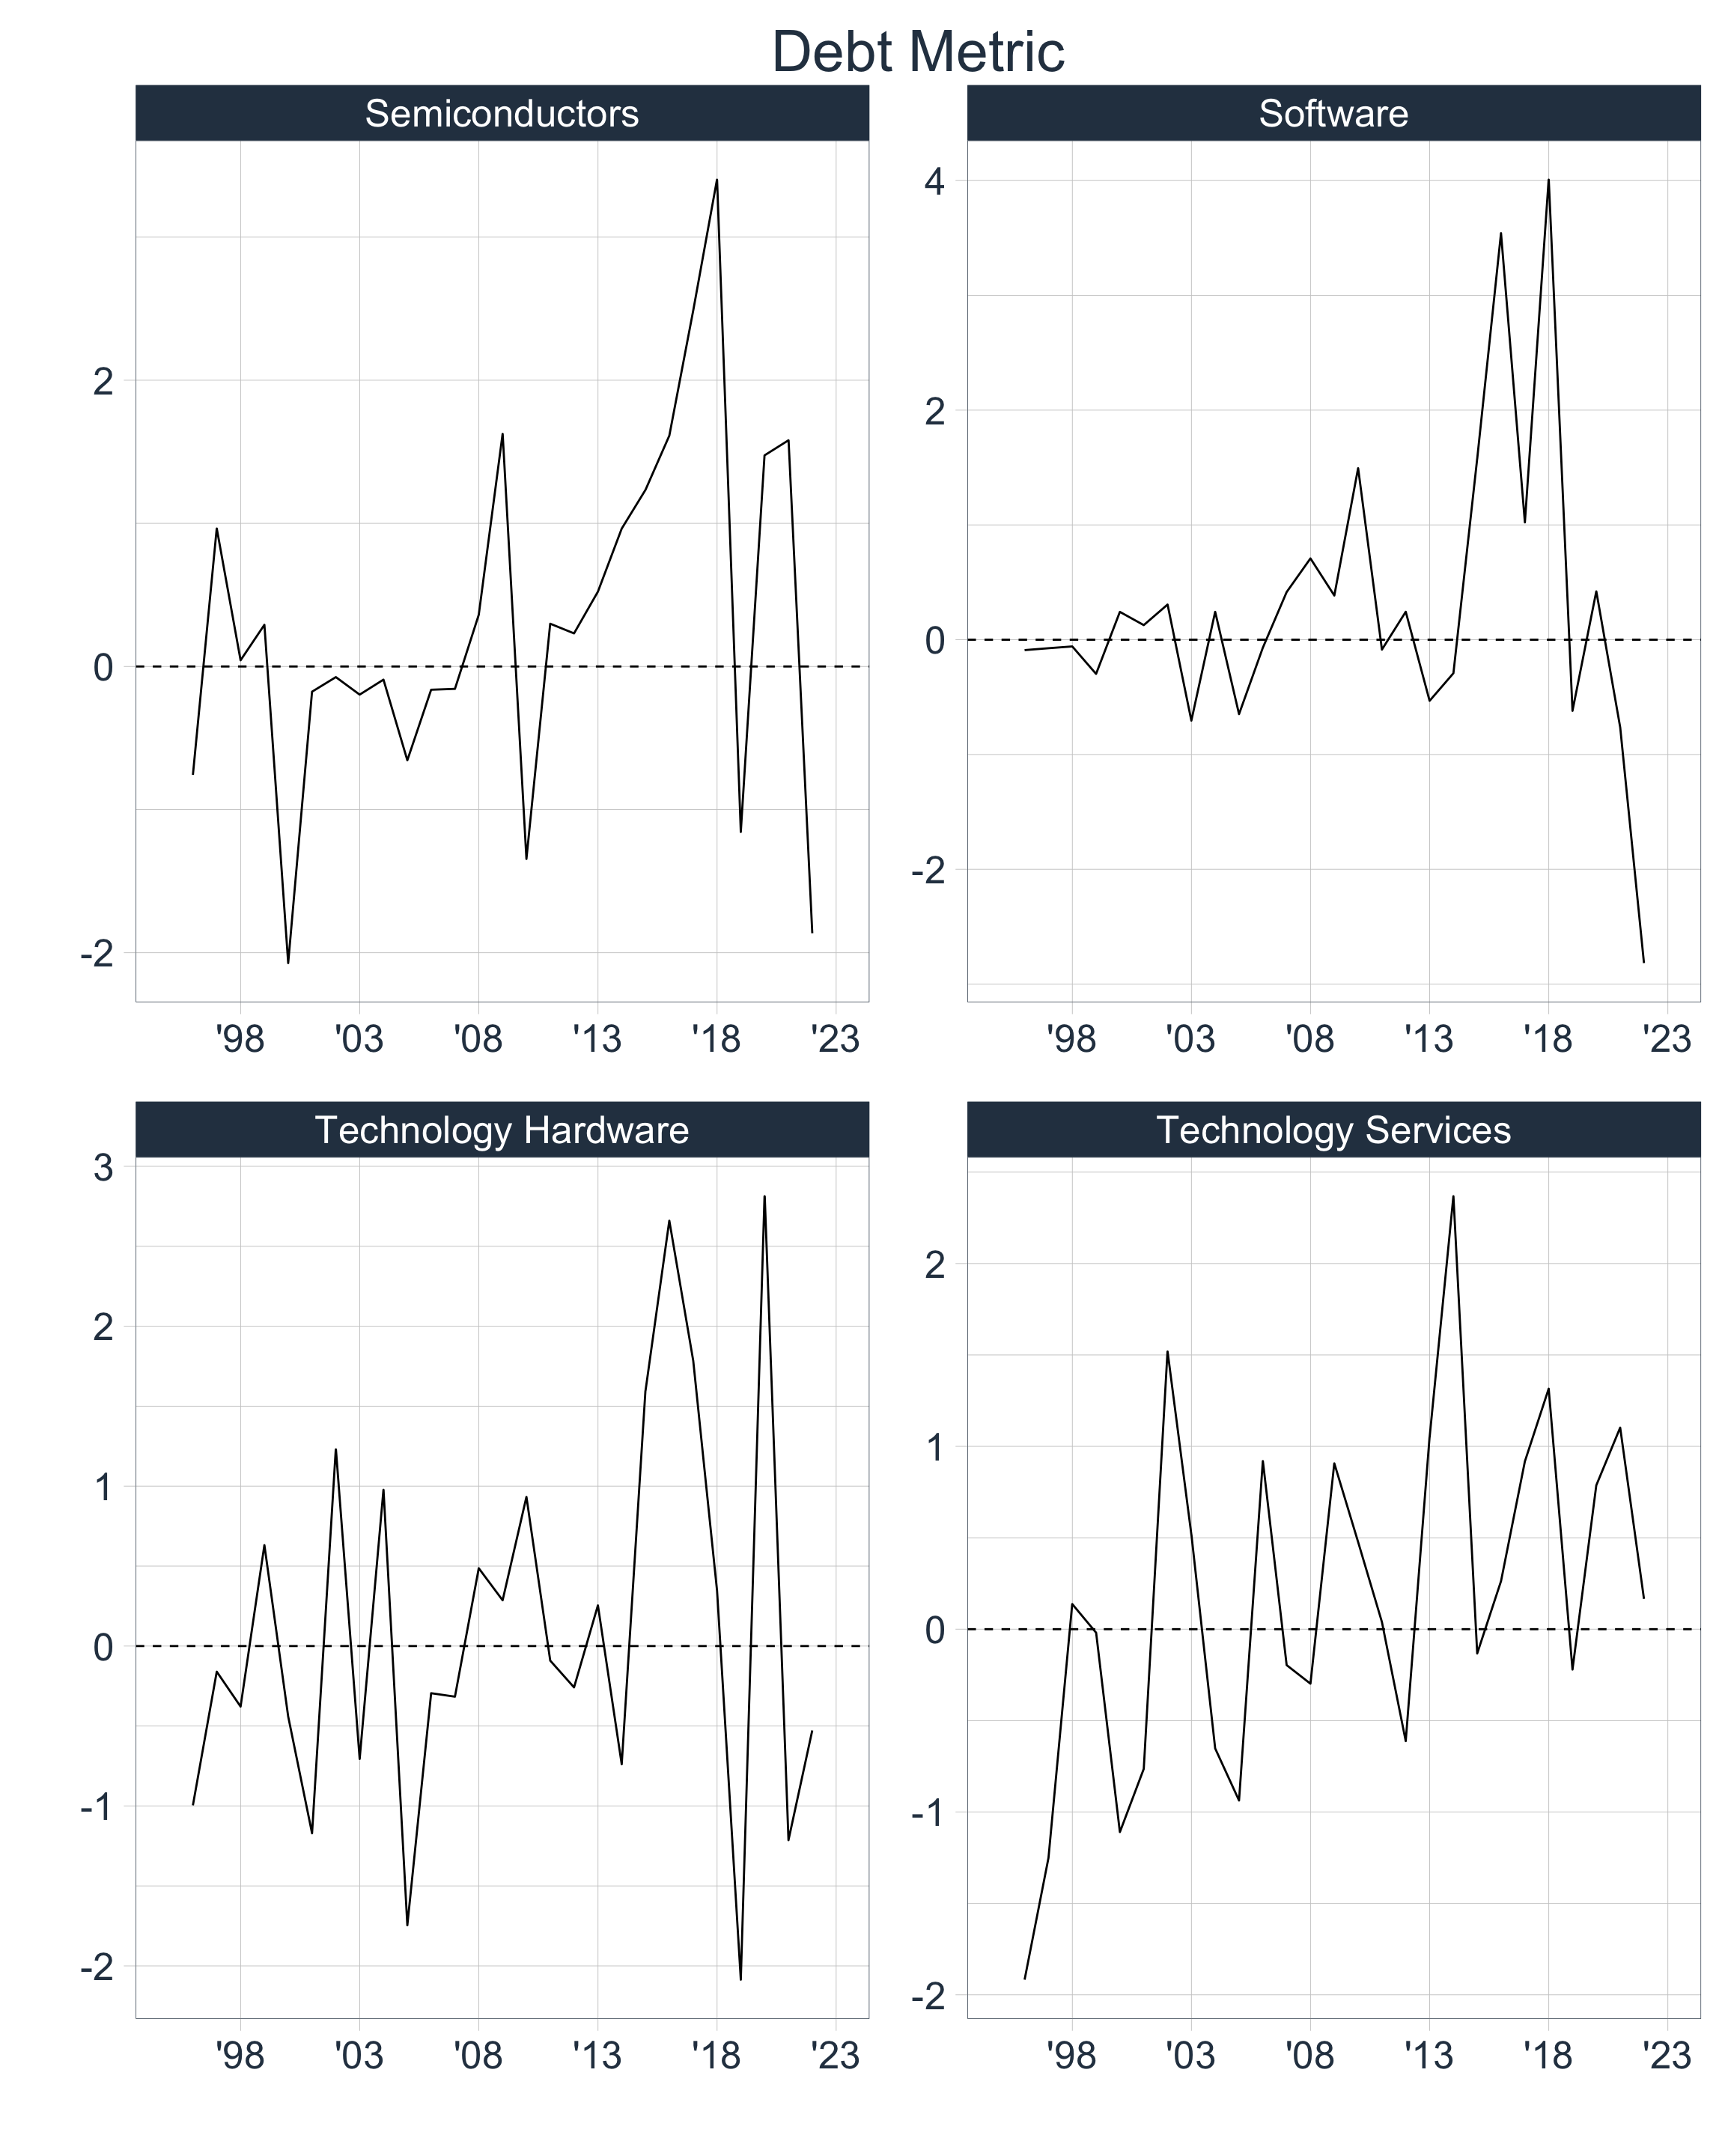 Debt Metric
Semiconductors
2
0
-2
'98 '03 '08 '13 '18 '23
Software
4
2
0
-2
'98 '03 '08 '13 '18 '23
Technology Hardware
3
2
1
0
-1
-2
'98 '03 '08 '13 '18 '23
Technology Services
2
1
0
-1
-2
'98 '03 '08 '13 '18 '23